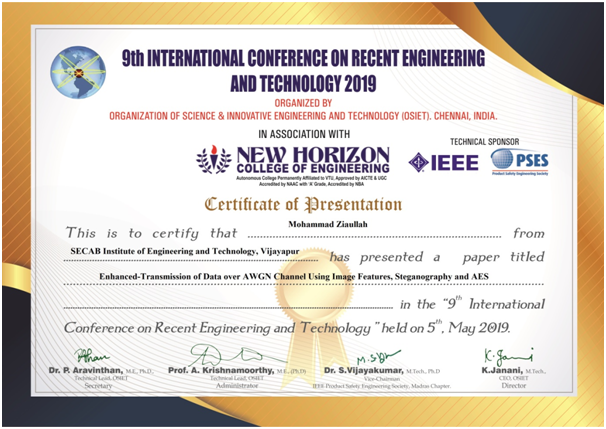 9th INTERNATIONAL CONFERENCE ON RECENT ENGINEERING
AND TECHNOLOGY 2019
ORGANIZED BY
ORGANIZATION OF SCIENCE & INNOVATIVE ENGINEERING AND TECHNOLOGY (OSIET). CHENNAI, INDIA.
IN ASSOCIATION WITH
NEW HORIZON
COLLEGE OF ENGINEERING
Autonomous College Permanently Affiliated to VTU, Approved by AICTE & UGC
Accredited by NAAC with 'A' Grade, Accredited by NBA
TECHNICAL SPONSOR
IEEE
PSES
Product Safety Engineering Society
Certificate of Presentation
Mohammad Ziaullah
This is to certify that from
SECAB Institute of Engineering and Technology, Vijayapur
has presented a paper titled
Enhanced-Transmission of Data over AWGN Channel Using Image Features, Steganography and AES
in the "9th International
Conference on Recent Engineering and Technology" held on 5th, May 2019.
Dr. P. Aravinthan, M.E., Ph.D.,
Technical Lead, OSIET
Secretary
Prof. A. Krishnamoorthy, M.E., (Ph.D)
Technical Lead, OSIET
Administrator
Dr. S.Vijayakumar, M.Tech., Ph.D
Vice-Chairman
IEEE Product Safety Engineering Society, Madras Chapter.
K.Janani, M.Tech.,
CEO, OSIET
Director